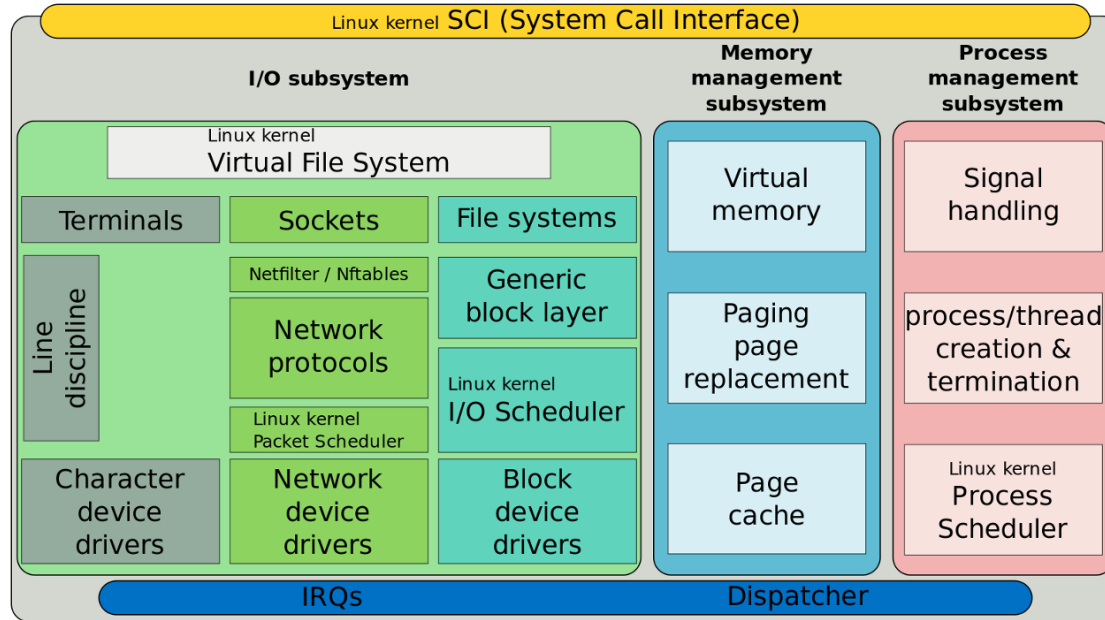 Linux kernel SCI (System Call Interface)
I/O subsystem
Memory
management
subsystem
Process
management
subsystem
Linux kernel
Virtual File System
Terminals
Sockets
File systems
Line
discipline
Netfilter / Nftables
Network
protocols
Linux kernel
Packet Scheduler
Generic
block layer
Linux kernel
I/O Scheduler
Character
device
drivers
Network
device
drivers
Block
device
drivers
Virtual
memory
Paging
page
replacement
Page
cache
Signal
handling
process/thread
creation &
termination
Linux kernel
Process
Scheduler
IRQs
Dispatcher